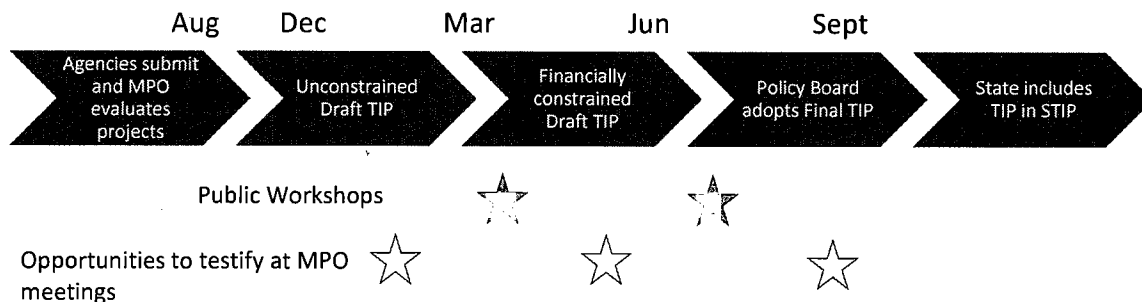 Aug Dec Mar Jun Sept
Agencies submit
and MPO
evaluates
projects
Unconstrained
Draft TIP
Financially
constrained
Draft TIP
Policy Board
adopts Final TIP
State includes
TIP in STIP
Public Workshops
Opportunities to testify at MPO
meetings